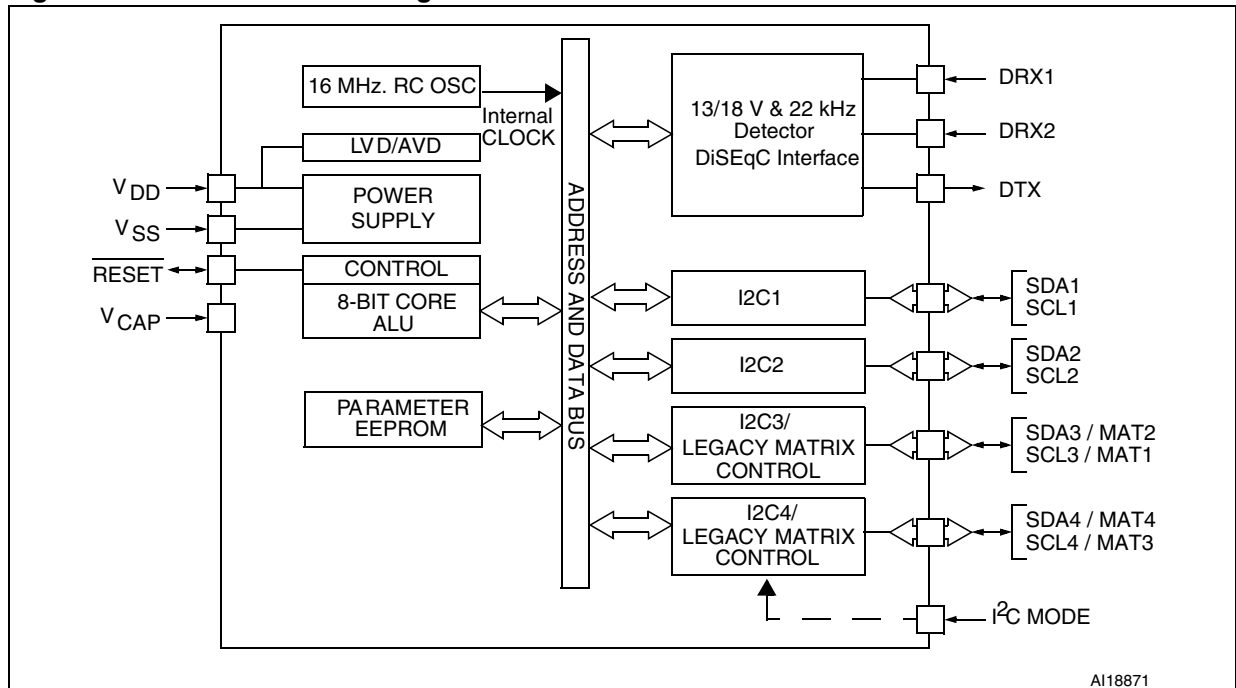 16 MHz. RC OSC
Internal
CLOCK
LVD/AVD
POWER
SUPPLY
CONTROL
8-BIT CORE
ALU
PARAMETER
EEPROM
VDD
VSS
RESET
VCAP
ADDRESS AND DATA BUS
13/18 V & 22 kHz
Detector
DiSEqC Interface
DRX1
DRX2
DTX
I2C1
SDA1
SCL1
I2C2
SDA2
SCL2
I2C3/
LEGACY MATRIX
CONTROL
SDA3 / MAT2
SCL3 / MAT1
I2C4/
LEGACY MATRIX
CONTROL
SDA4 / MAT4
SCL4 / MAT3
I²C MODE
AI18871